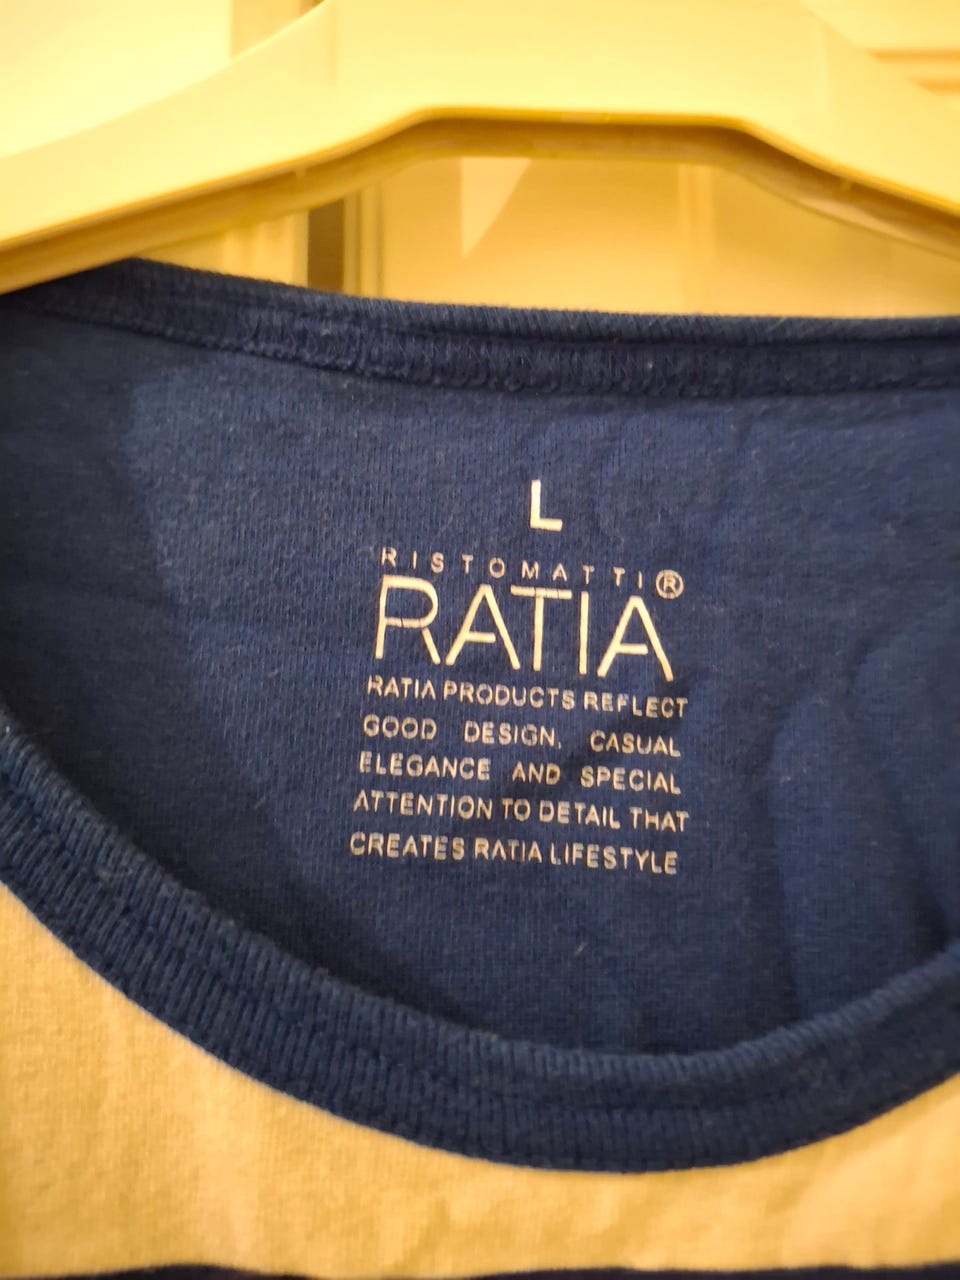 L
RISTOMATTI®
RATIA
RATIA PRODUCTS REFLECT
GOOD DESIGN, CASUAL
ELEGANCE AND SPECIAL
ATTENTION TO DETAIL THAT
CREATES RATIA LIFESTYLE